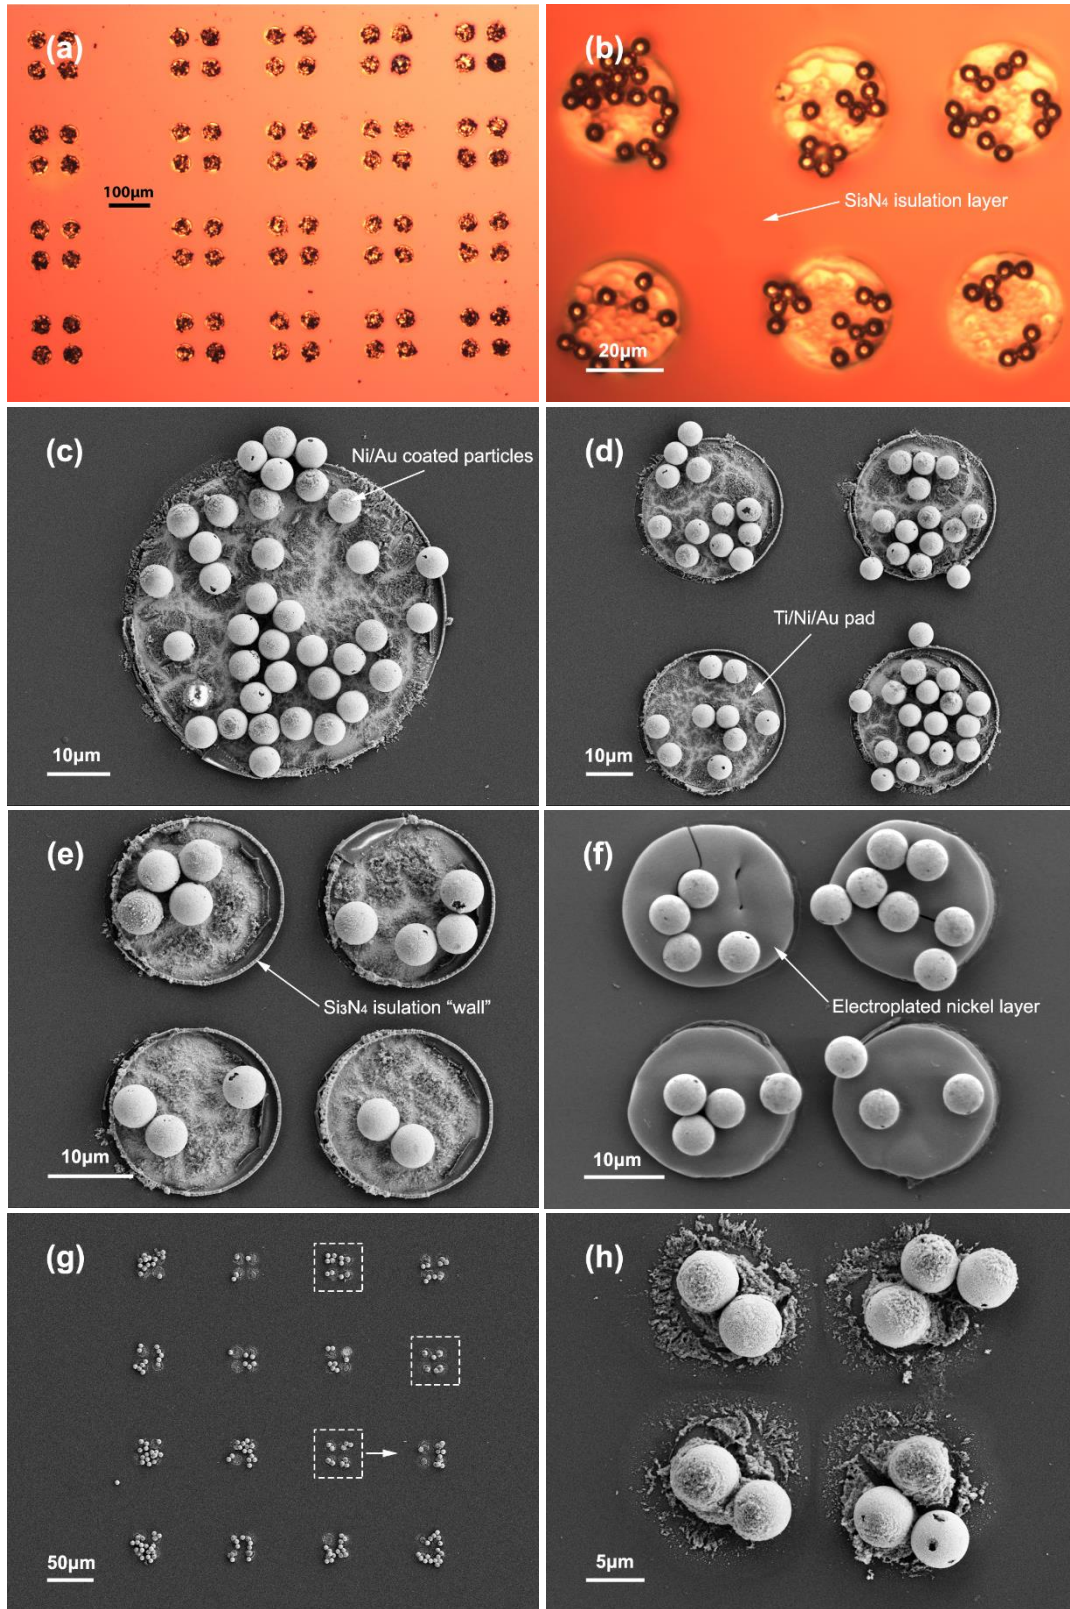 (a)
100µm
(b)
Si₃N₄ isulation layer
20µm
(c)
Ni/Au coated particles
10µm
(d)
Ti/Ni/Au pad
10µm
(e)
Si₃N₄ isulation “wall”
10µm
(f)
Electroplated nickel layer
10µm
(g)
50µm
(h)
5µm